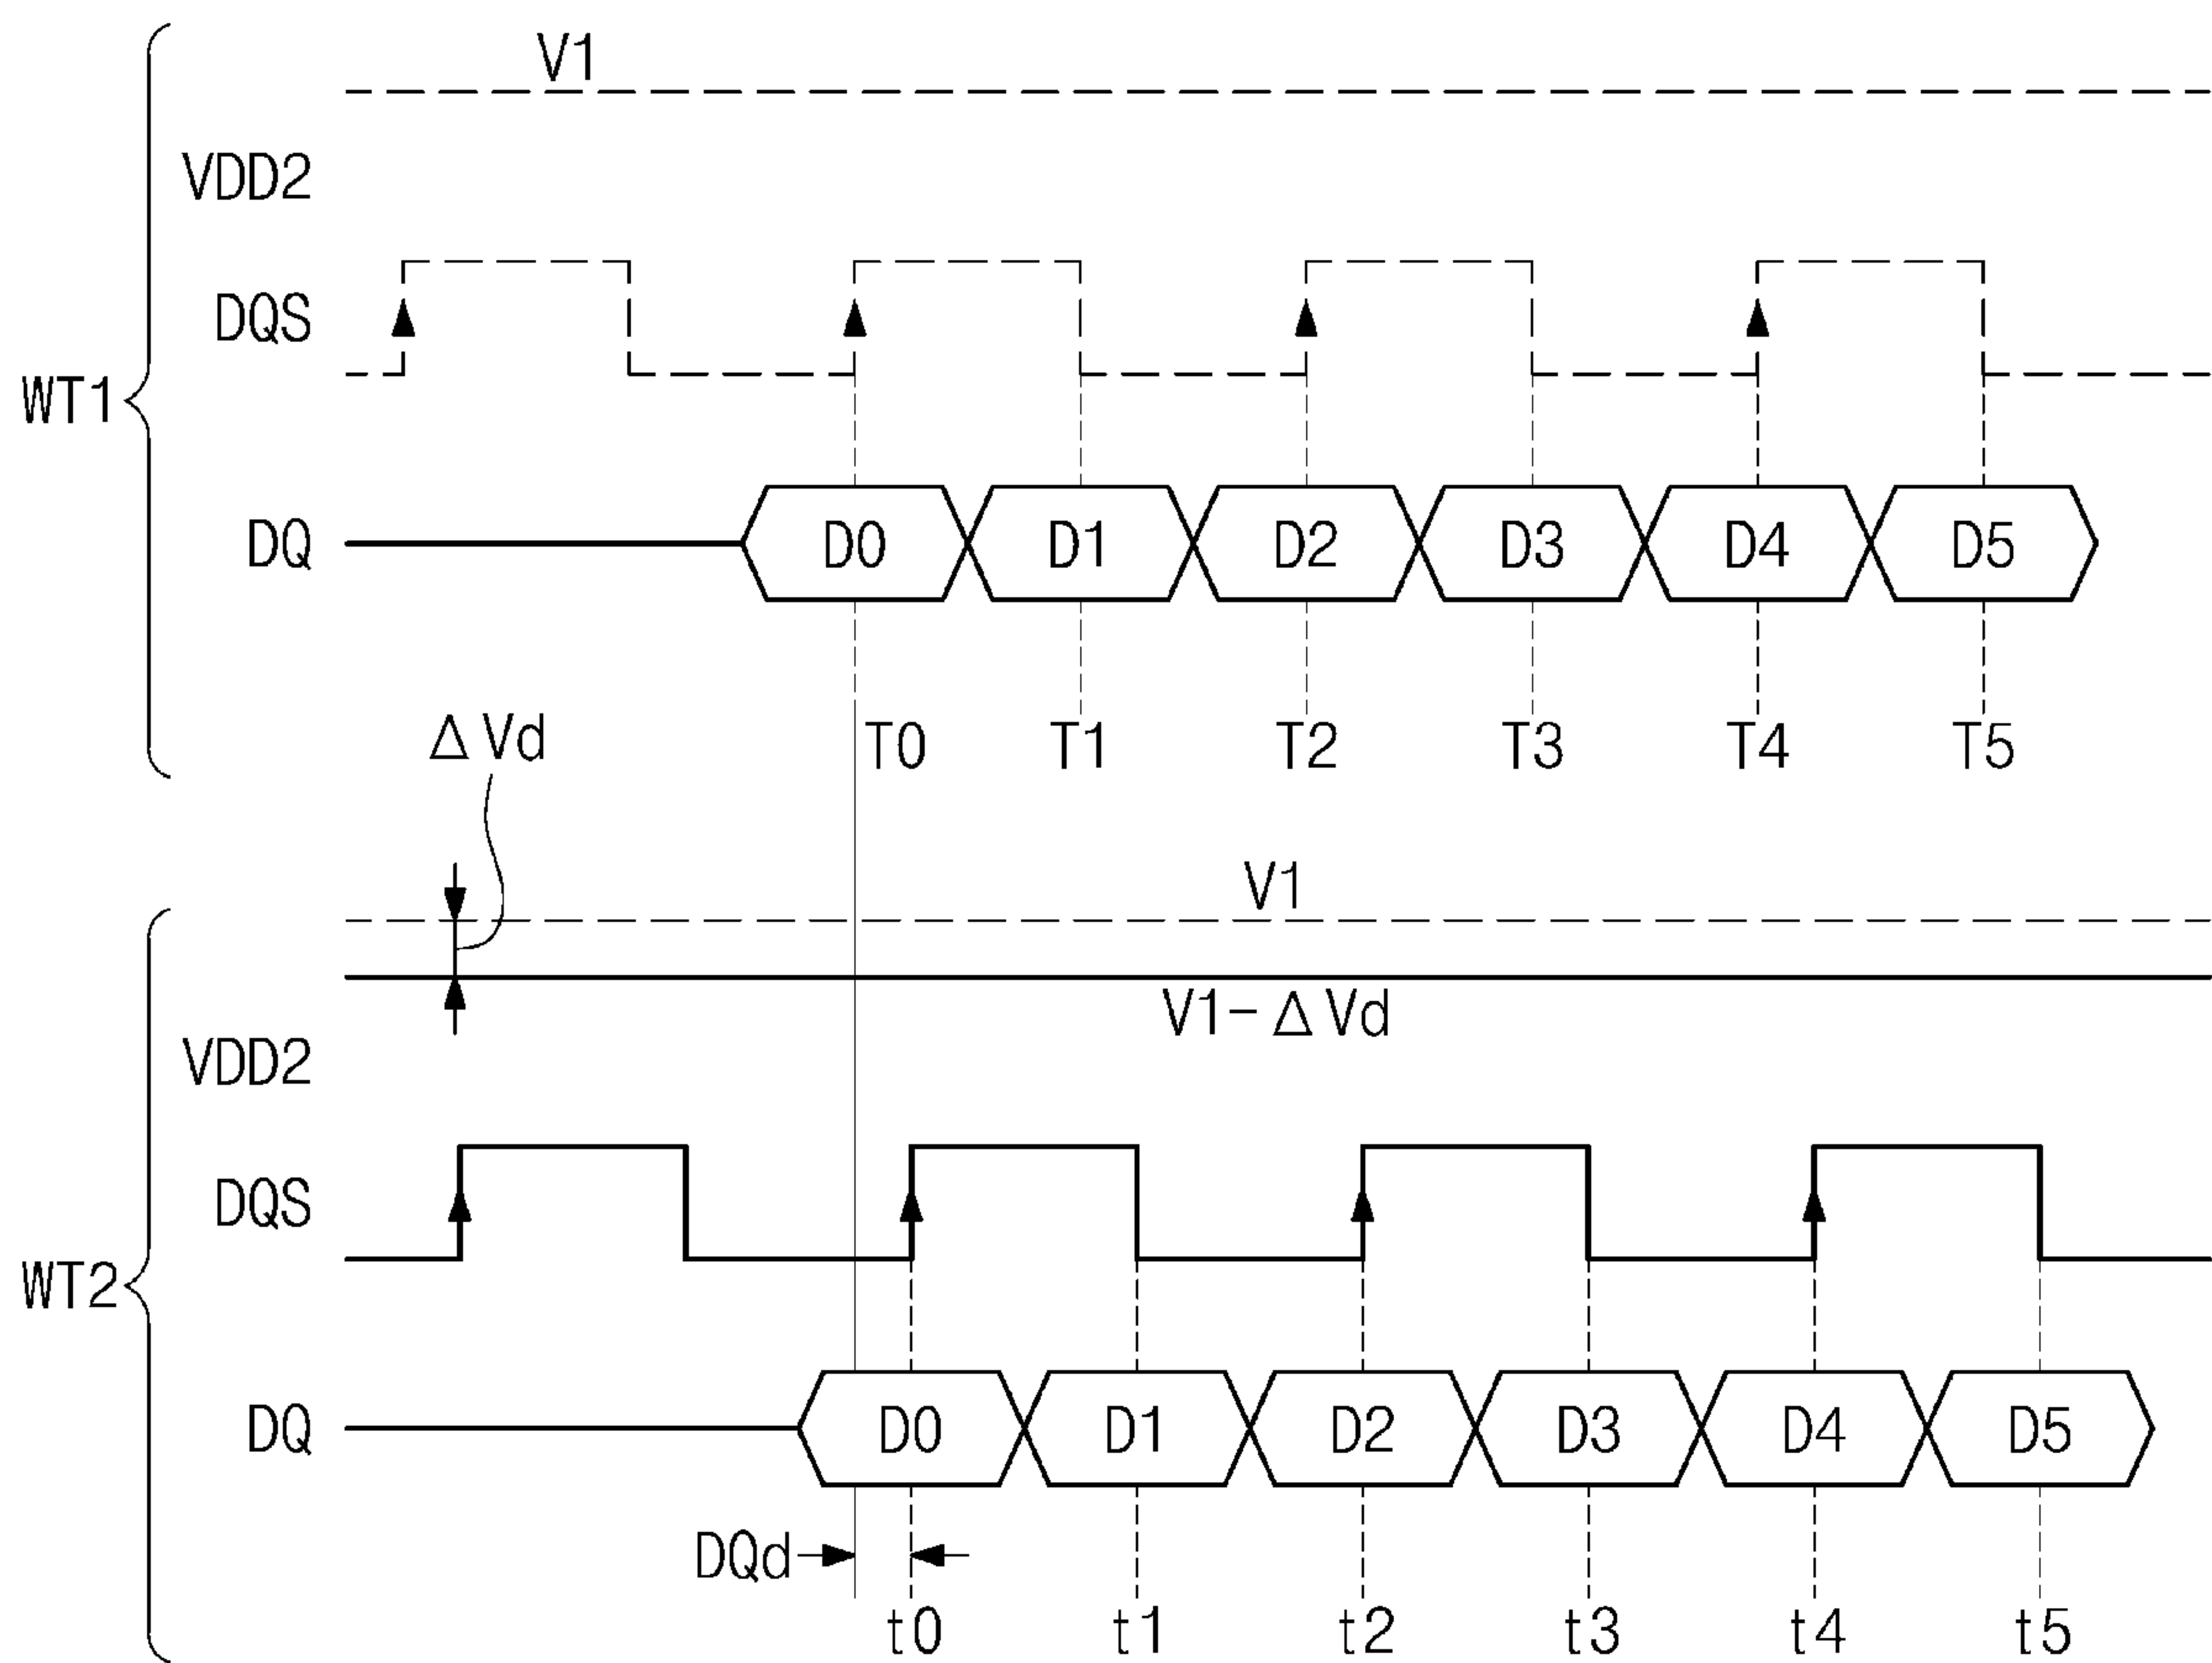 V1
VDD2
DQS
WT1
DQ D0 D1 D2 D3 D4 D5
ΔVd T0 T1 T2 T3 T4 T5
V1
V1-ΔVd
VDD2
DQS
WT2
DQ D0 D1 D2 D3 D4 D5
DQd
t0 t1 t2 t3 t4 t5